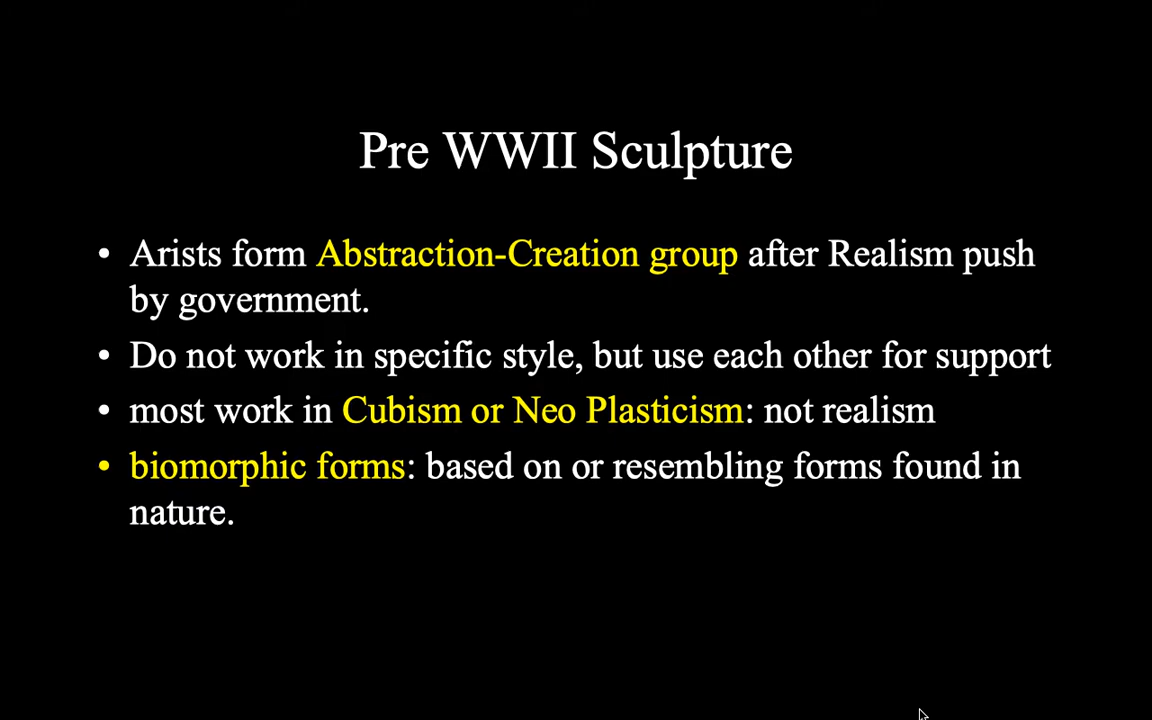 Pre WWII Sculpture
• Arists form Abstraction-Creation group after Realism push
by government.
• Do not work in specific style, but use each other for support
• most work in Cubism or Neo Plasticism: not realism
• biomorphic forms: based on or resembling forms found in
nature.